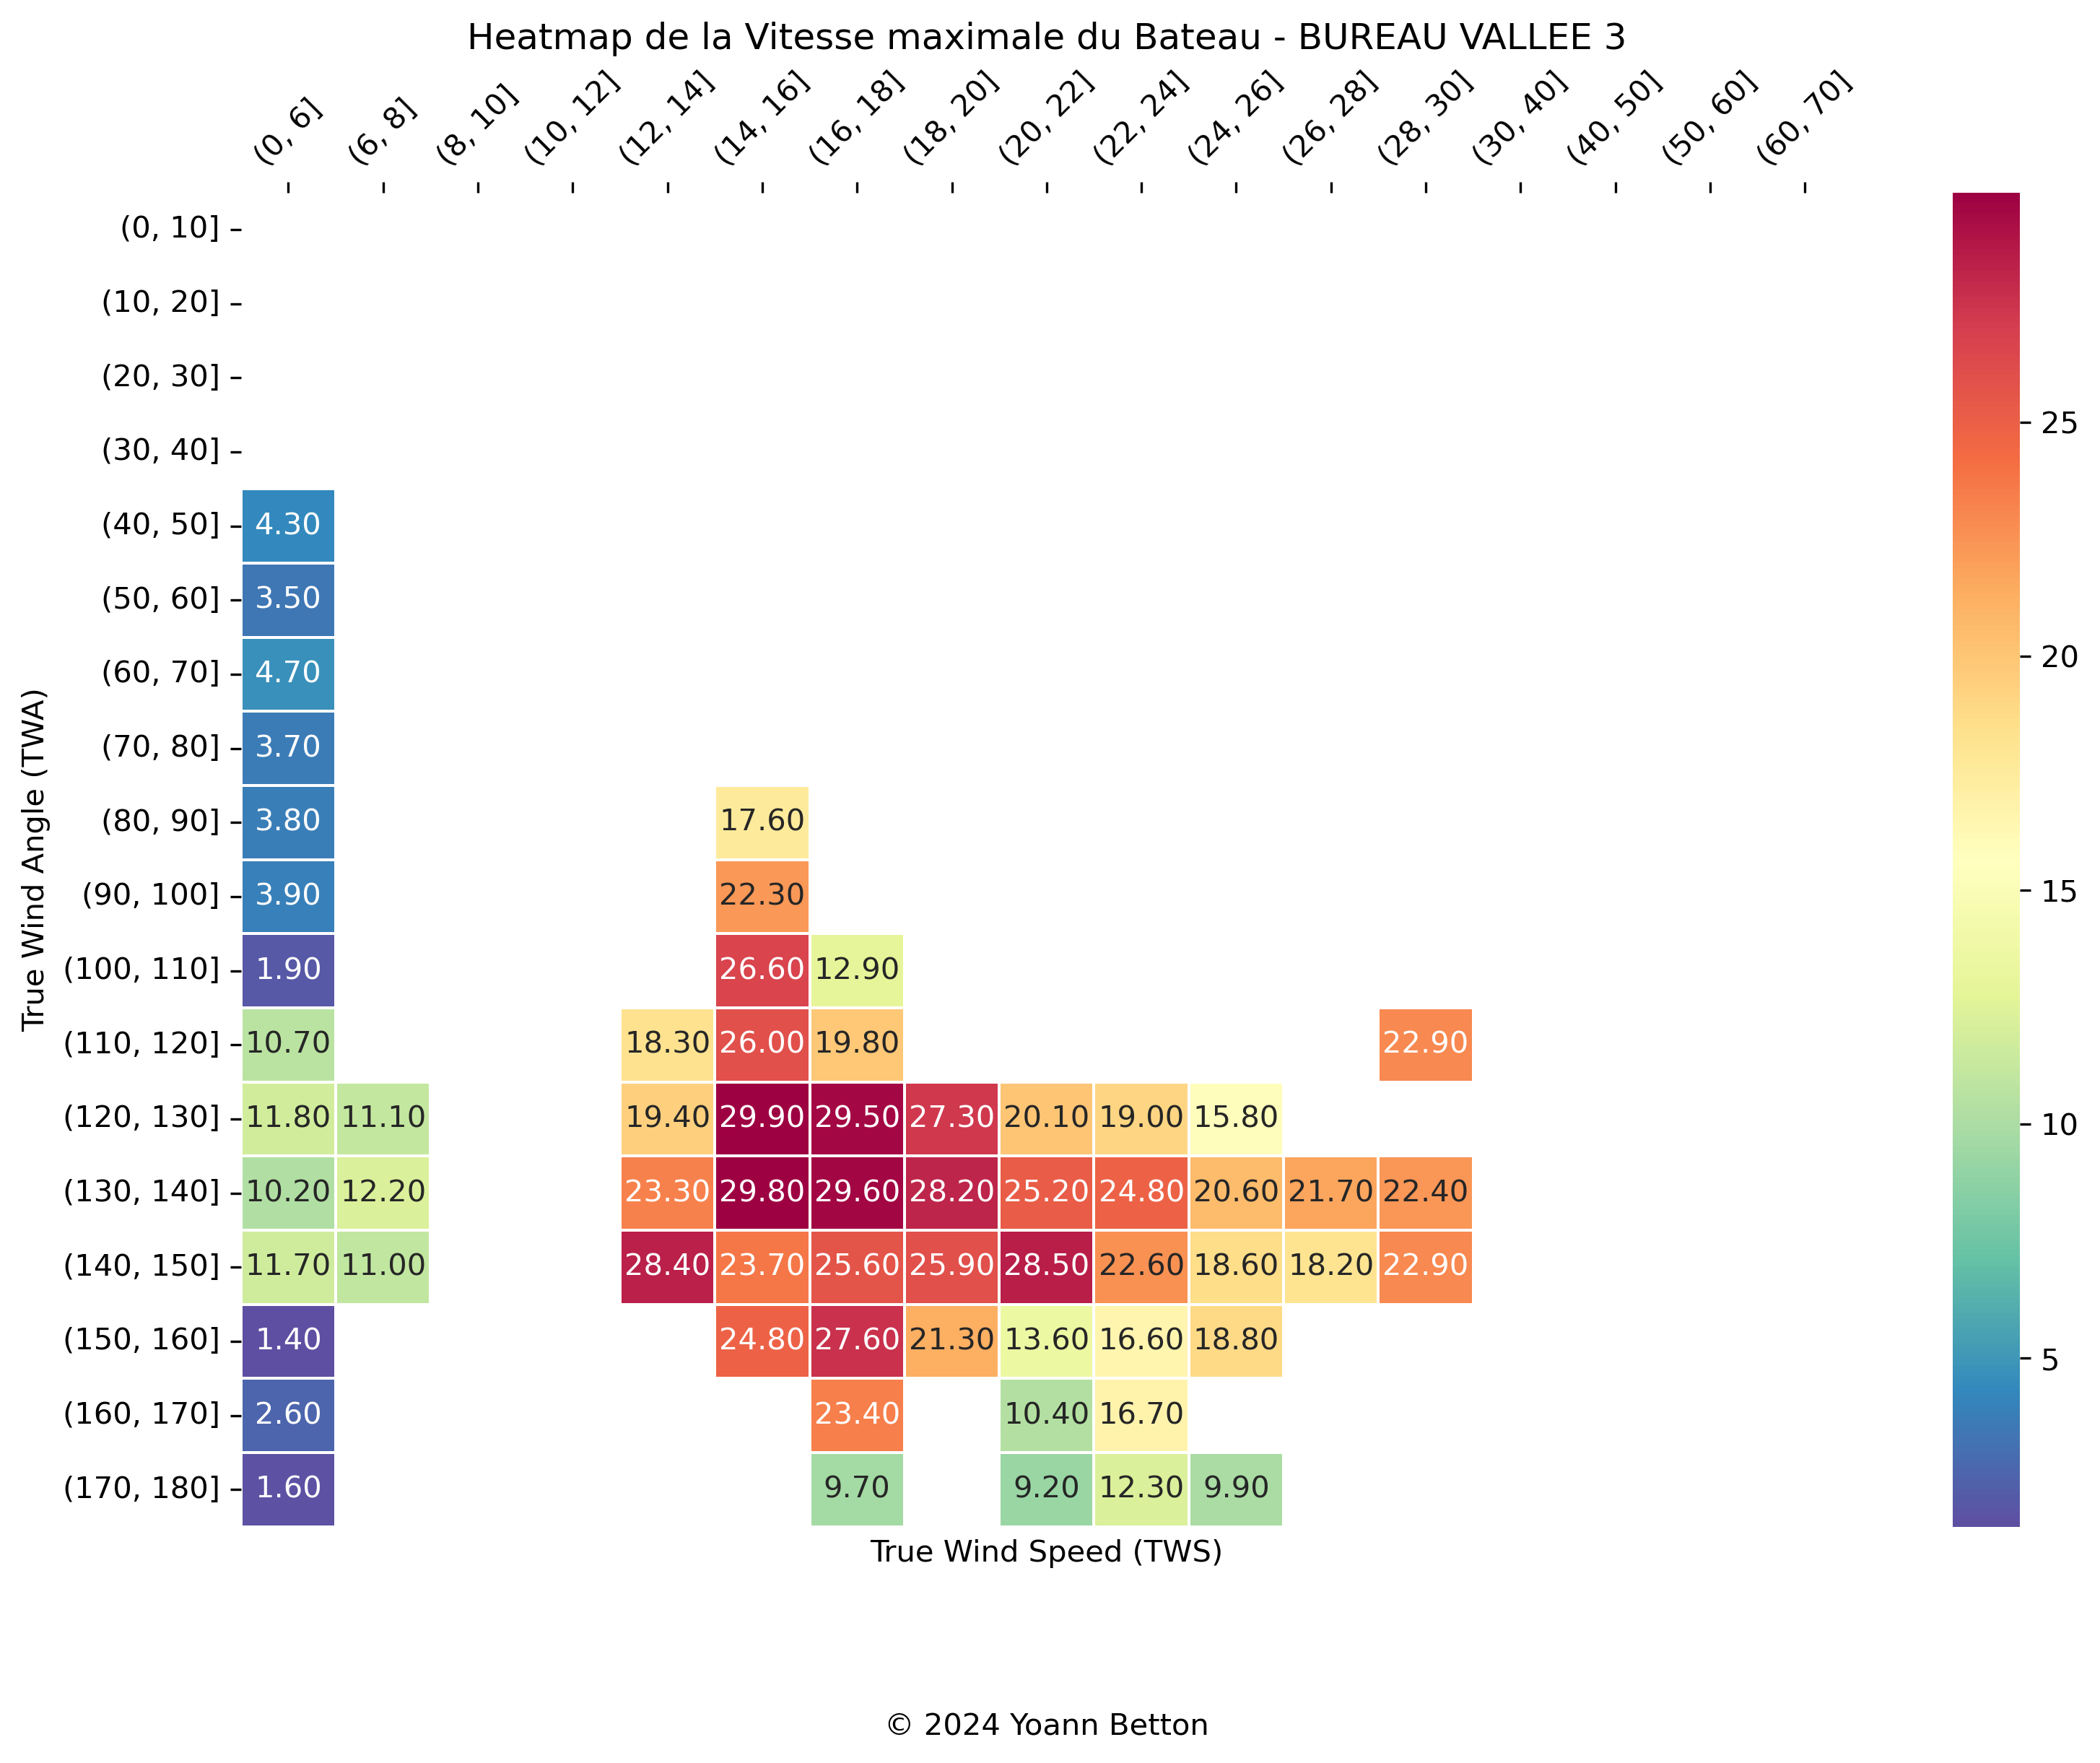 Heatmap de la Vitesse maximale du Bateau - BUREAU VALLEE 3
(0, 6] (6, 8] (8, 10] (10, 12] (12, 14] (14, 16] (16, 18] (18, 20] (20, 22] (22, 24] (24, 26] (26, 28] (28, 30] (30, 40] (40, 50] (50, 60] (60, 70]
True Wind Angle (TWA)
(0, 10]
(10, 20]
(20, 30]
(30, 40]
(40, 50] 4.30
(50, 60] 3.50
(60, 70] 4.70
(70, 80] 3.70
(80, 90] 3.80 17.60
(90, 100] 3.90 22.30
(100, 110] 1.90 26.60 12.90
(110, 120] 10.70 18.30 26.00 19.80 22.90
(120, 130] 11.80 11.10 19.40 29.90 29.50 27.30 20.10 19.00 15.80
(130, 140] 10.20 12.20 23.30 29.80 29.60 28.20 25.20 24.80 20.60 21.70 22.40
(140, 150] 11.70 11.00 28.40 23.70 25.60 25.90 28.50 22.60 18.60 18.20 22.90
(150, 160] 1.40 24.80 27.60 21.30 13.60 16.60 18.80
(160, 170] 2.60 23.40 10.40 16.70
(170, 180] 1.60 9.70 9.20 12.30 9.90
True Wind Speed (TWS)
25
20
15
10
5
© 2024 Yoann Betton